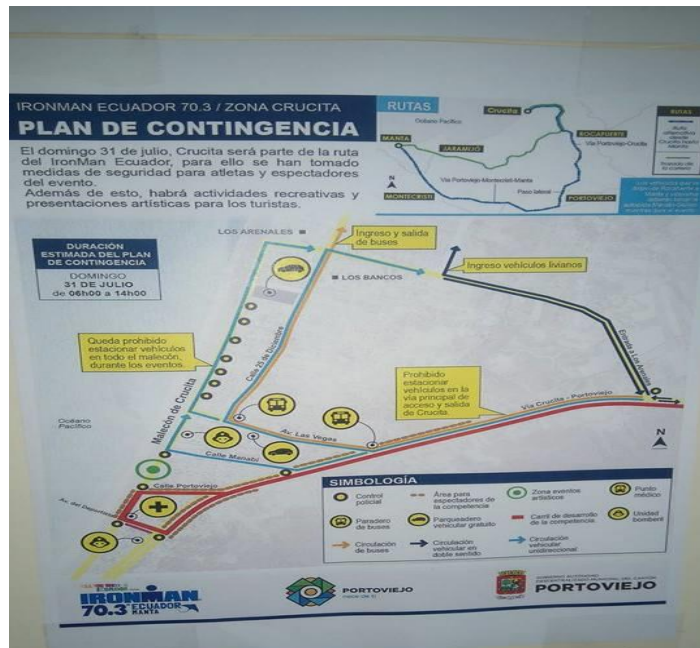 IRONMAN ECUADOR 70.3 / ZONA CRUCITA
PLAN DE CONTINGENCIA
El domingo 31 de julio, Crucita será parte de la ruta
del IronMan Ecuador, para ello se han tomado
medidas de seguridad para atletas y espectadores
del evento.
Además de esto, habrá actividades recreativas y
presentaciones artísticas para los turistas.
RUTAS
Crucita
Océano Pacífico
ROCAFUERTE
Vía Portoviejo-Crucita
MANTA
JARAMIJÓ
Vía Portoviejo-Montecristi-Manta
Paso lateral
MONTECRISTI
PORTOVIEJO
N
RUTAS
DURACIÓN
ESTIMADA DEL PLAN
DE CONTINGENCIA
DOMINGO
31 DE JULIO
de 06h00 a 14h00
LOS ARENALES
Ingreso y salida
de buses
LOS BANCOS
Ingreso vehículos livianos
Queda prohibido
estacionar vehículos
en todo el malecón,
durante los eventos.
Calle 25 de Diciembre
Entrada a Los Arenales
Prohibido
estacionar vehículos en la
vía principal de
acceso y salida
de Crucita.
Vía Crucita - Portoviejo
Malecón de Crucita
Océano
Pacífico
Av. Las Vegas
Calle Manabí
Calle Portoviejo
Av. del Deportista
N
SIMBOLOGÍA
Control
policial
Área para
espectadores de
la competencia
Zona eventos
artísticos
Punto
médico
Paradero
de buses
Parqueadero
vehicular gratuito
Carril de desarrollo
de la competencia.
Unidad
bomberil
Circulación
de buses
Circulación
vehicular en
doble sentido
Circulación
vehicular
unidireccional
IRONMAN
70.3 ECUADOR
MANTA
PORTOVIEJO
GOBIERNO AUTÓNOMO
DESCENTRALIZADO MUNICIPAL DEL CANTÓN
PORTOVIEJO